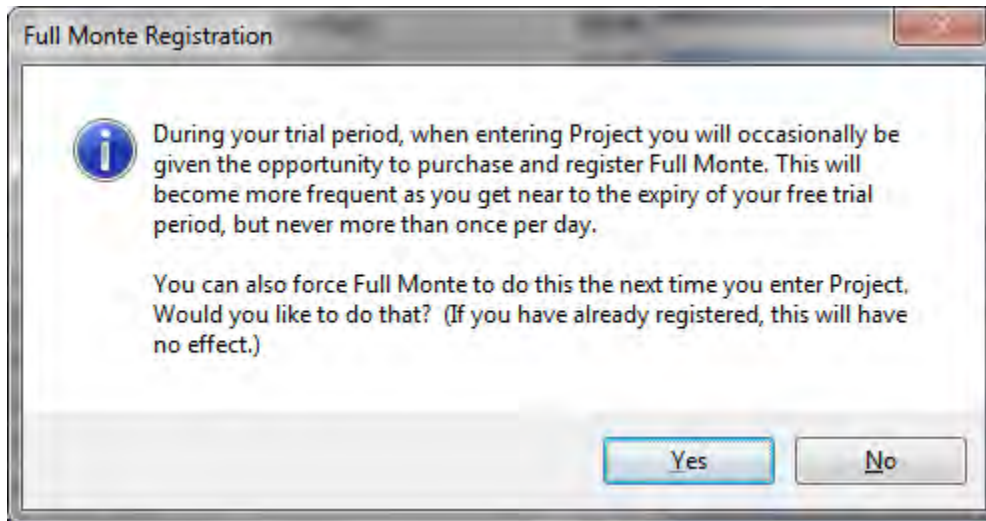 Full Monte Registration
During your trial period, when entering Project you will occasionally be
given the opportunity to purchase and register Full Monte. This will
become more frequent as you get near to the expiry of your free trial
period, but never more than once per day.
You can also force Full Monte to do this the next time you enter Project.
Would you like to do that?  (If you have already registered, this will have
no effect.)
Yes
No